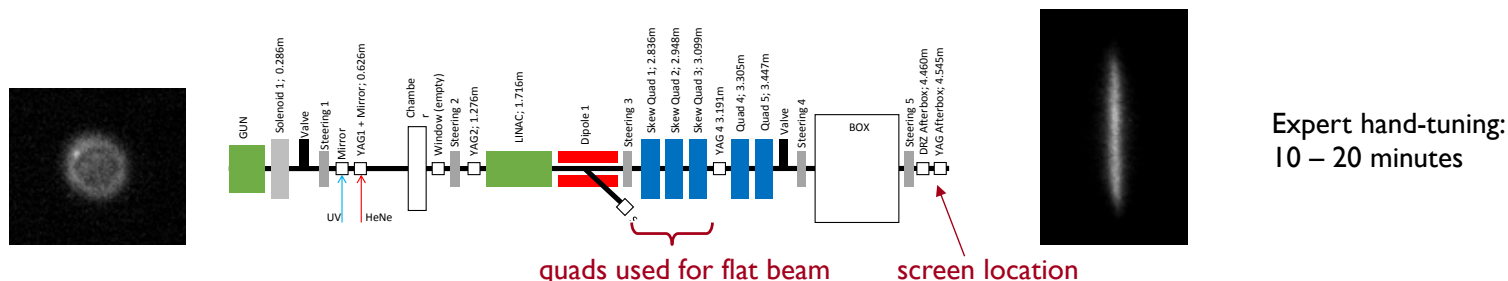 GUN
Solenoid 1; 0.286m
Valve
Steering 1
Mirror
YAG1 + Mirror; 0.626m
Chambe
r
Window (empty)
Steering 2
YAG2; 1.276m
LINAC; 1.716m
Dipole 1
Steering 3
Skew Quad 1; 2.836m
Skew Quad 2; 2.948m
Skew Quad 3; 3.099m
YAG 4 3.191m
Quad 4; 3.305m
Quad 5; 3.447m
Valve
Steering 4
BOX
Steering 5
DRZ Afterbox; 4.460m
YAG Afterbox; 4.545m
UV
HeNe
quads used for flat beam
screen location
Expert hand-tuning:
10 – 20 minutes